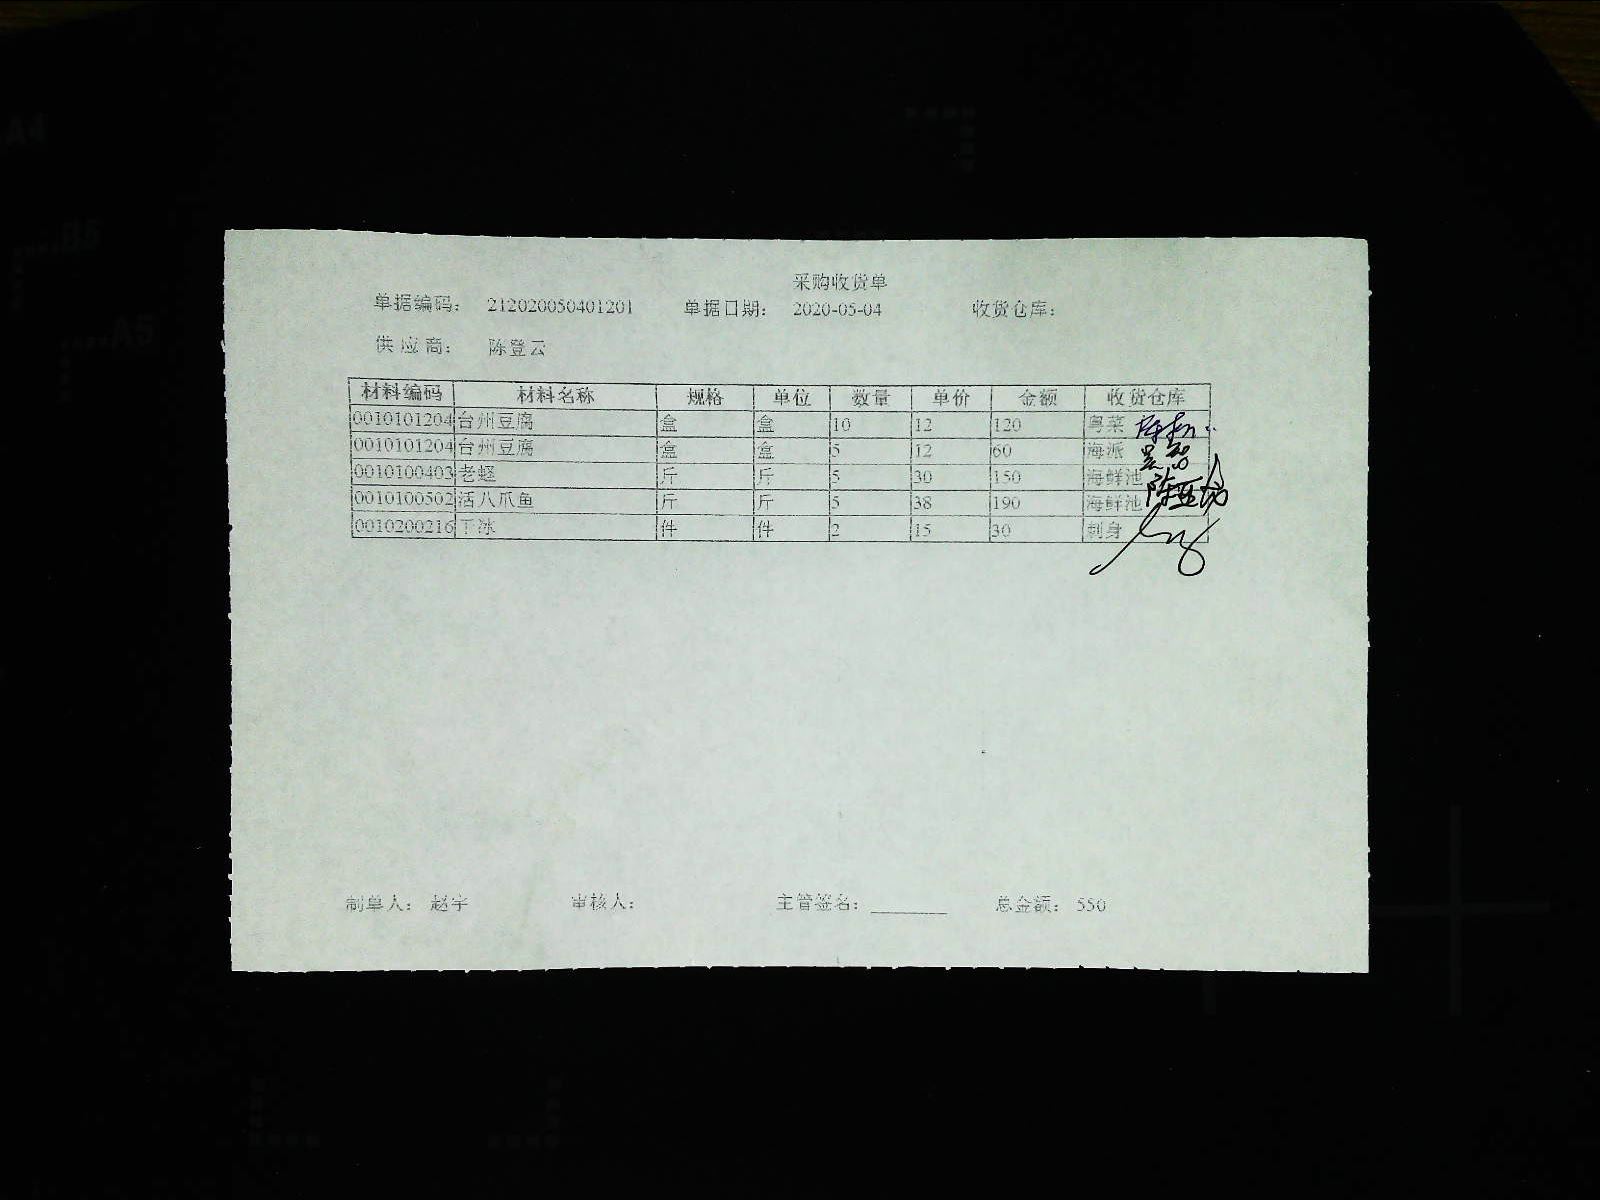 采购收货单
单据编码: 212020050401201 单据日期: 2020-05-04 收货仓库:
供应商: 陈登云
材料编码 材料名称 规格 单位 数量 单价 金额 收货仓库
0010101204 台州豆腐 盒 盒 10 12 120 粤菜
0010101204 台州豆腐 盒 盒 5 12 60 海派
0010100403 老蛏 斤 斤 5 30 150 海鲜池
0010100502 活八爪鱼 斤 斤 5 38 190 海鲜池
0010200216 干冰 件 件 2 15 30 刺身
制单人: 赵宇 审核人: 主管签名: 总金额: 550
A4
A5